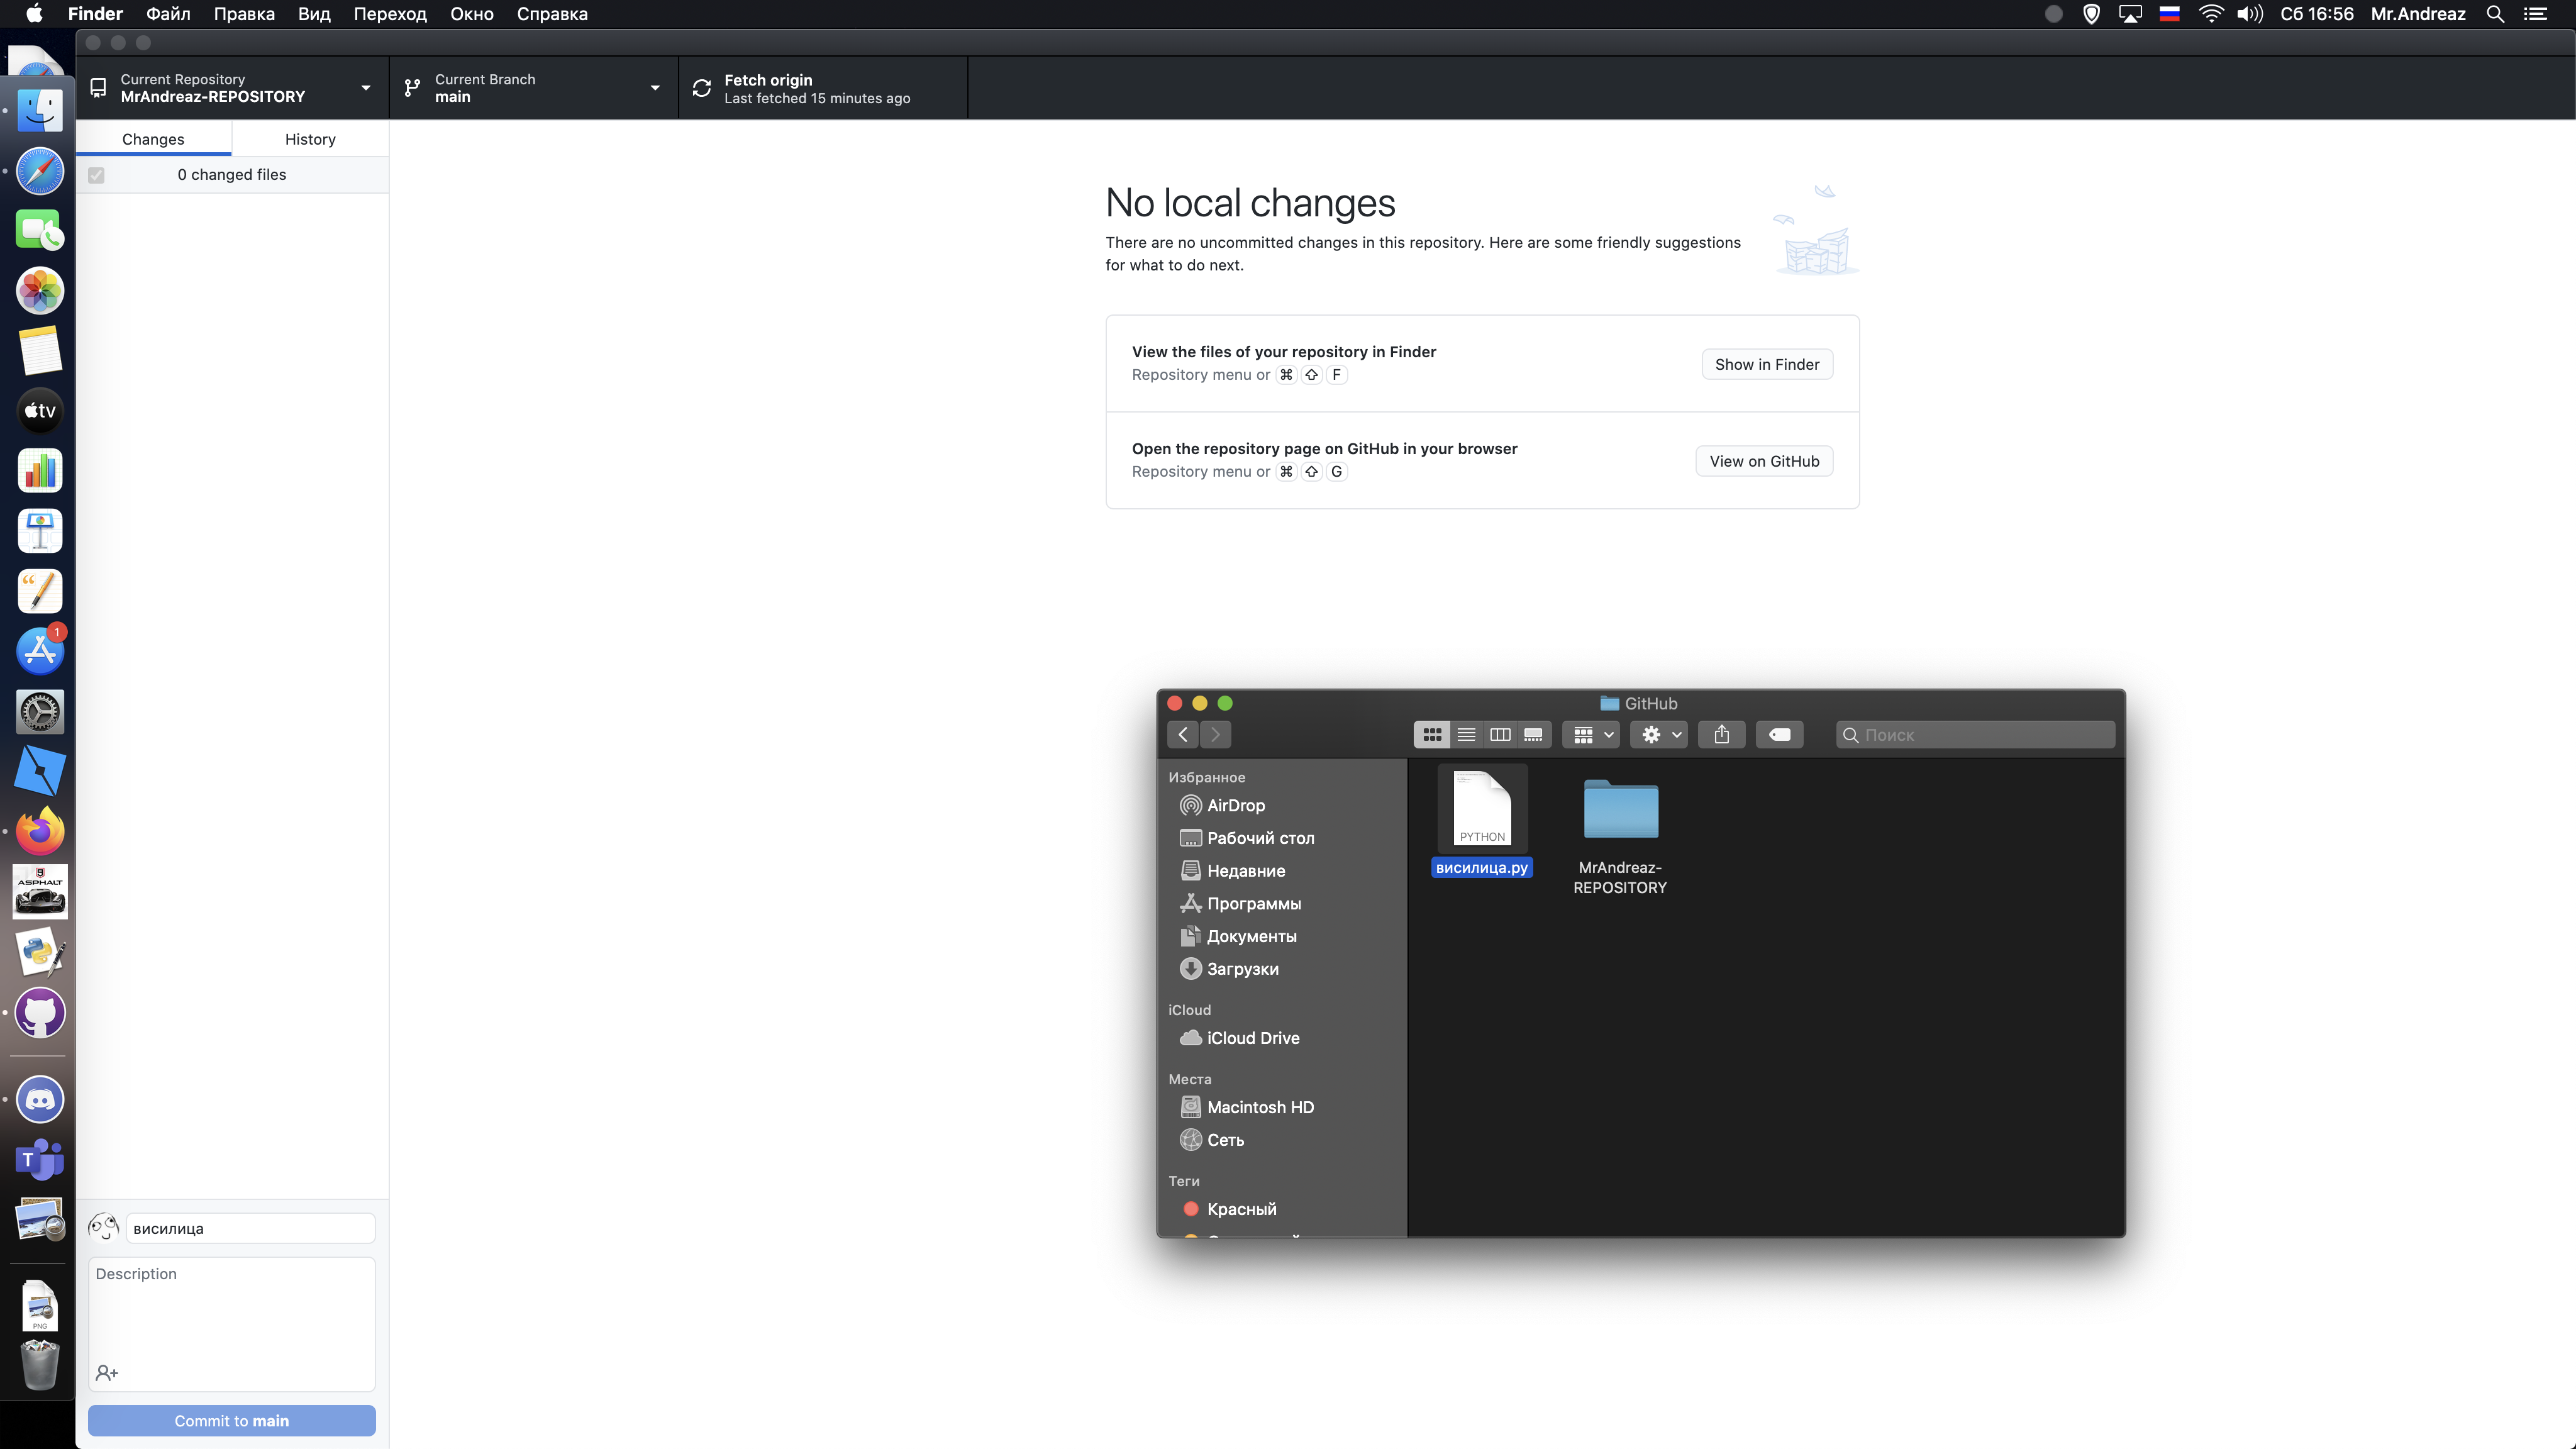 Finder Файл Правка Вид Переход Окно Справка
Сб 16:56 Mr.Andreaz
Current Repository
MrAndreaz-REPOSITORY
Current Branch
main
Fetch origin
Last fetched 15 minutes ago
Changes
History
0 changed files
No local changes
There are no uncommitted changes in this repository. Here are some friendly suggestions
for what to do next.
View the files of your repository in Finder
Repository menu or ⌘ ⇧ F
Show in Finder
Open the repository page on GitHub in your browser
Repository menu or ⌘ ⇧ G
View on GitHub
GitHub
Поиск
Избранное
AirDrop
Рабочий стол
Недавние
Программы
Документы
Загрузки
iCloud
iCloud Drive
Места
Macintosh HD
Сеть
Теги
Красный
PYTHON
висилица.py
MrAndreaz-
REPOSITORY
tv
1
9
ASPHALT
T
PNG
висилица
Description
Commit to main